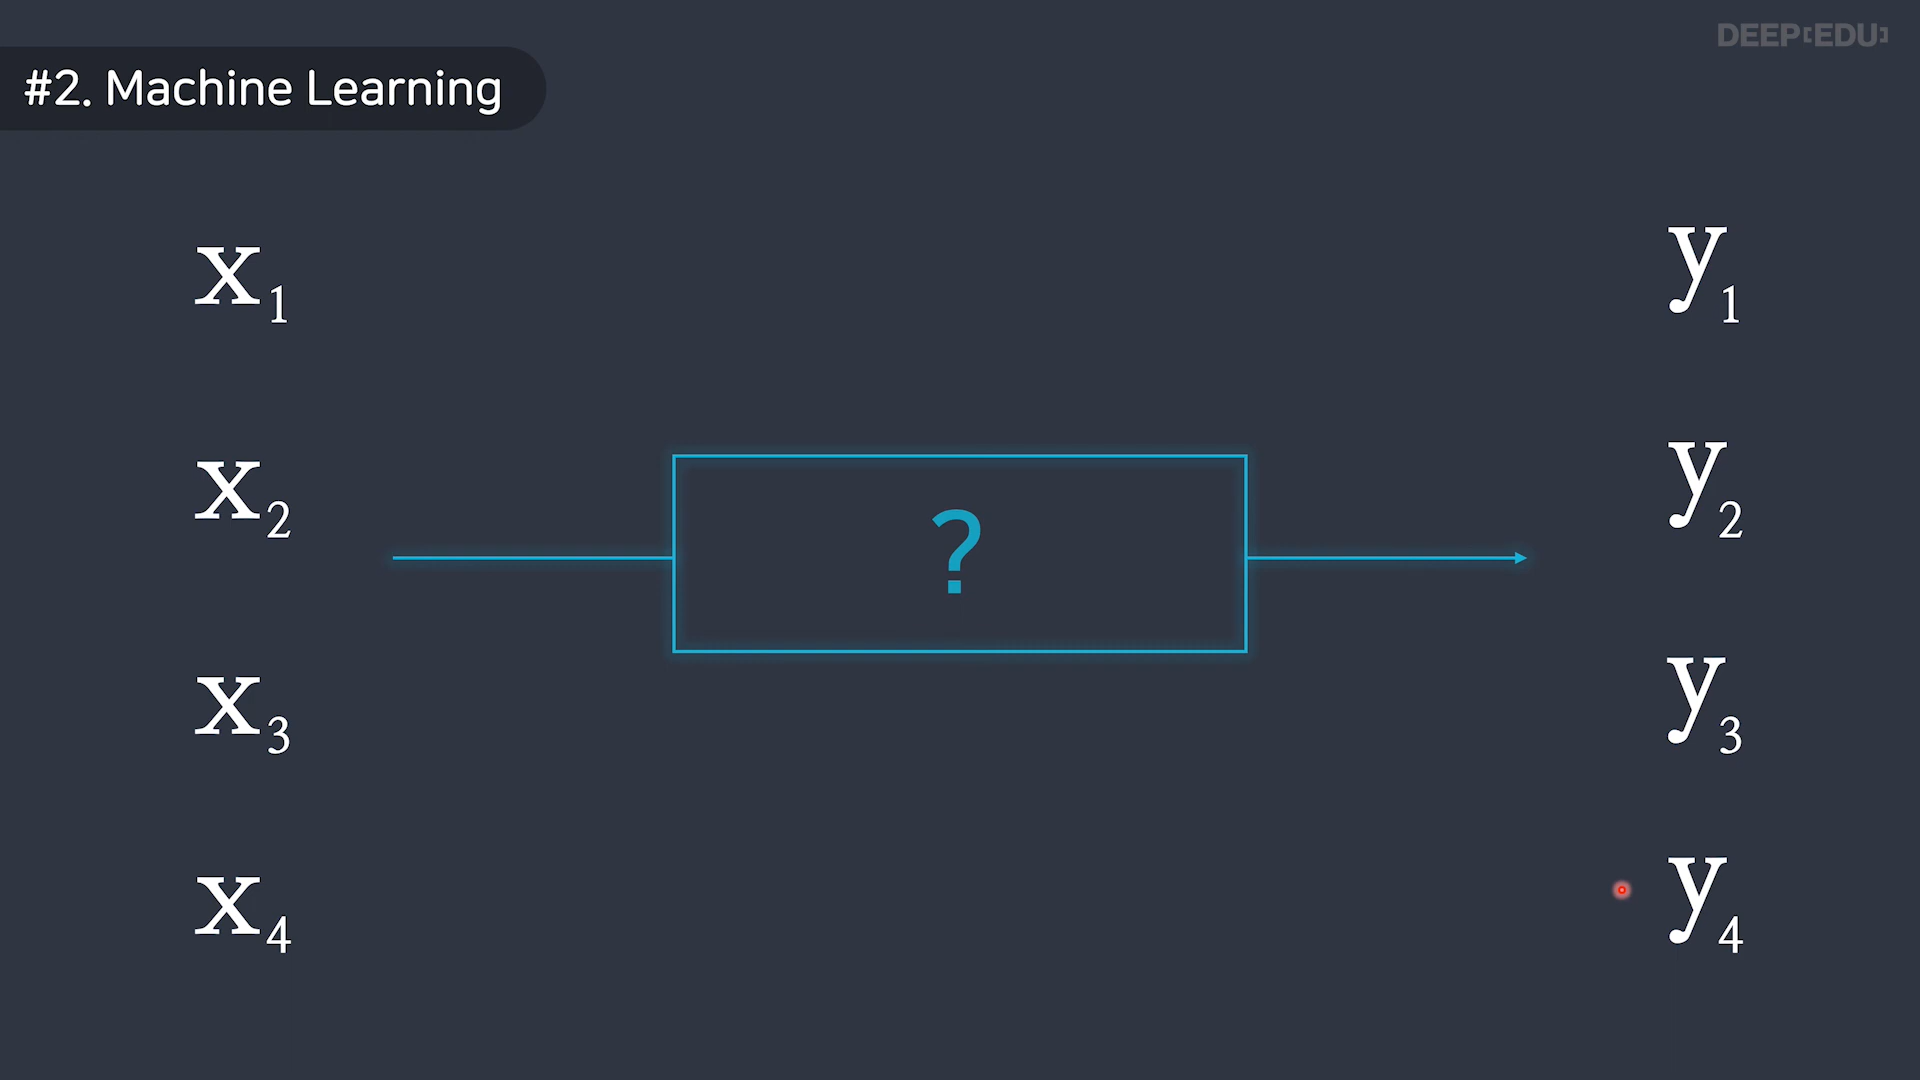 DEEP[EDU]
#2. Machine Learning
x1
y1
x2
y2
?
x3
y3
x4
y4